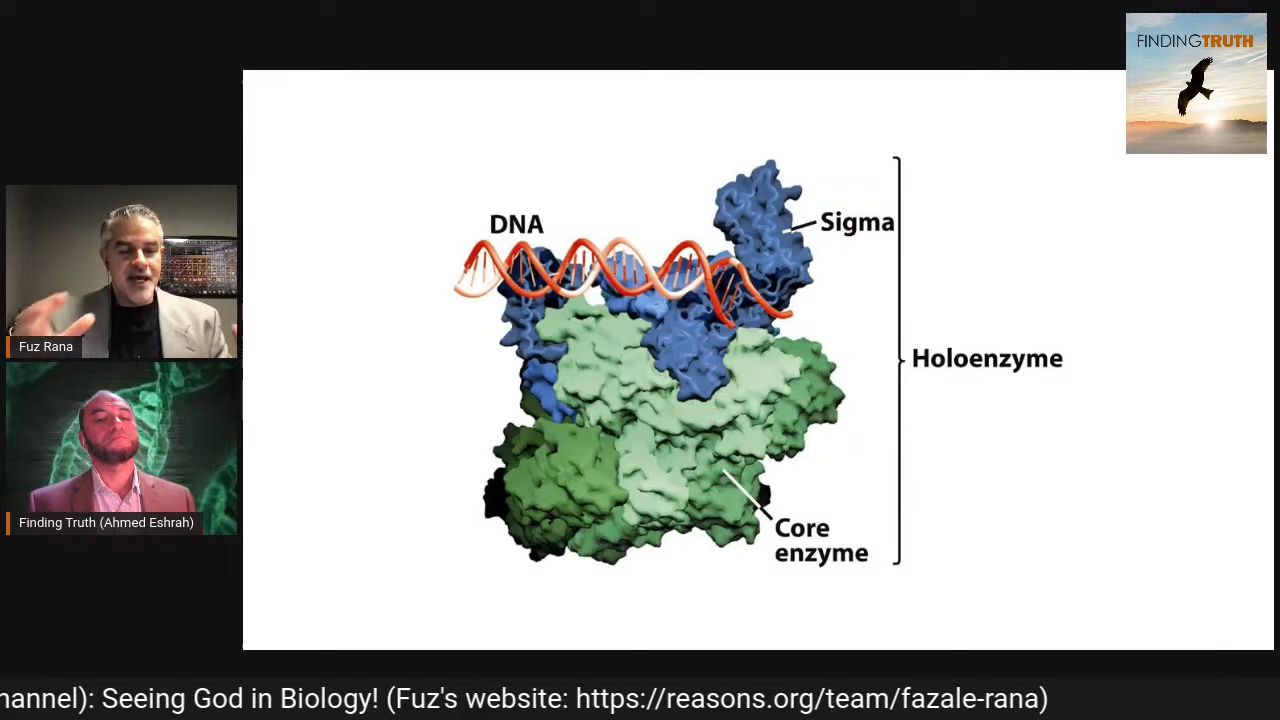 FINDINGTRUTH
DNA
Sigma
Holoenzyme
Core
enzyme
Fuz Rana
Finding Truth (Ahmed Eshrah)
hannel): Seeing God in Biology! (Fuz's website: https://reasons.org/team/fazale-rana)